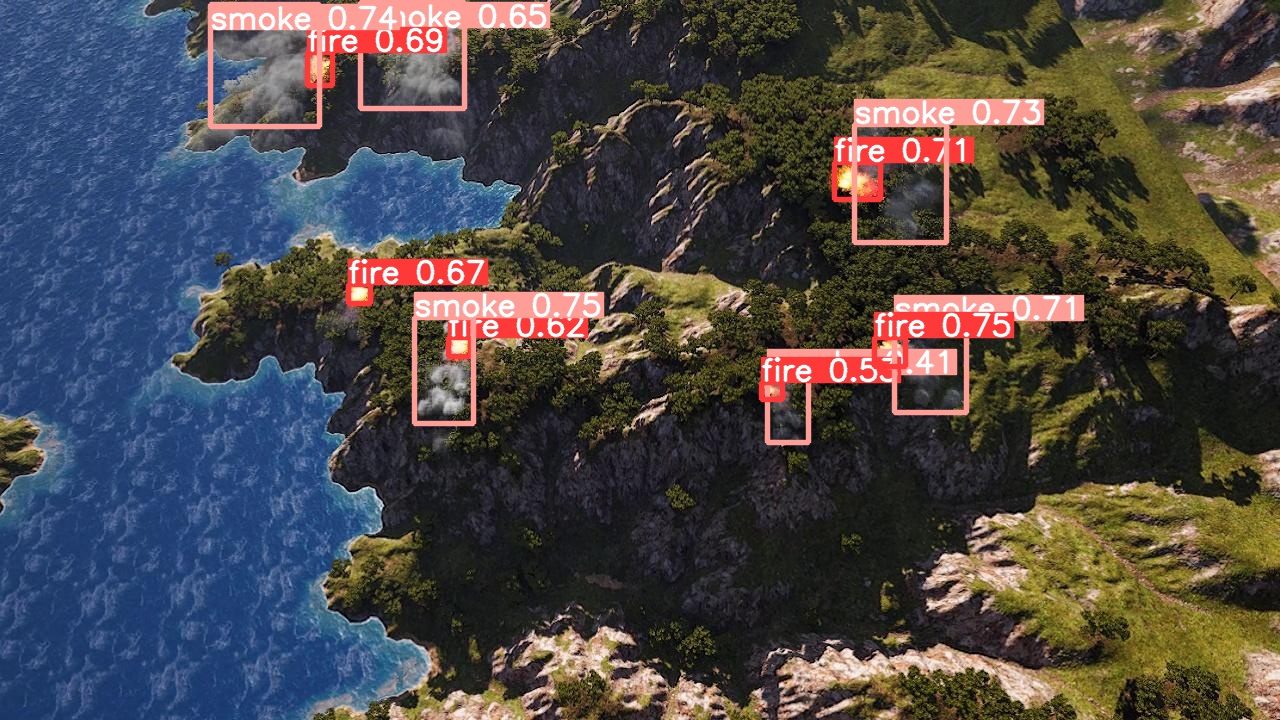 smoke 0.74
oke 0.65
fire 0.69
smoke 0.73
fire 0.71
fire 0.67
smoke 0.75
fire 0.62
smoke 0.71
fire 0.75
fire 0.53
.41